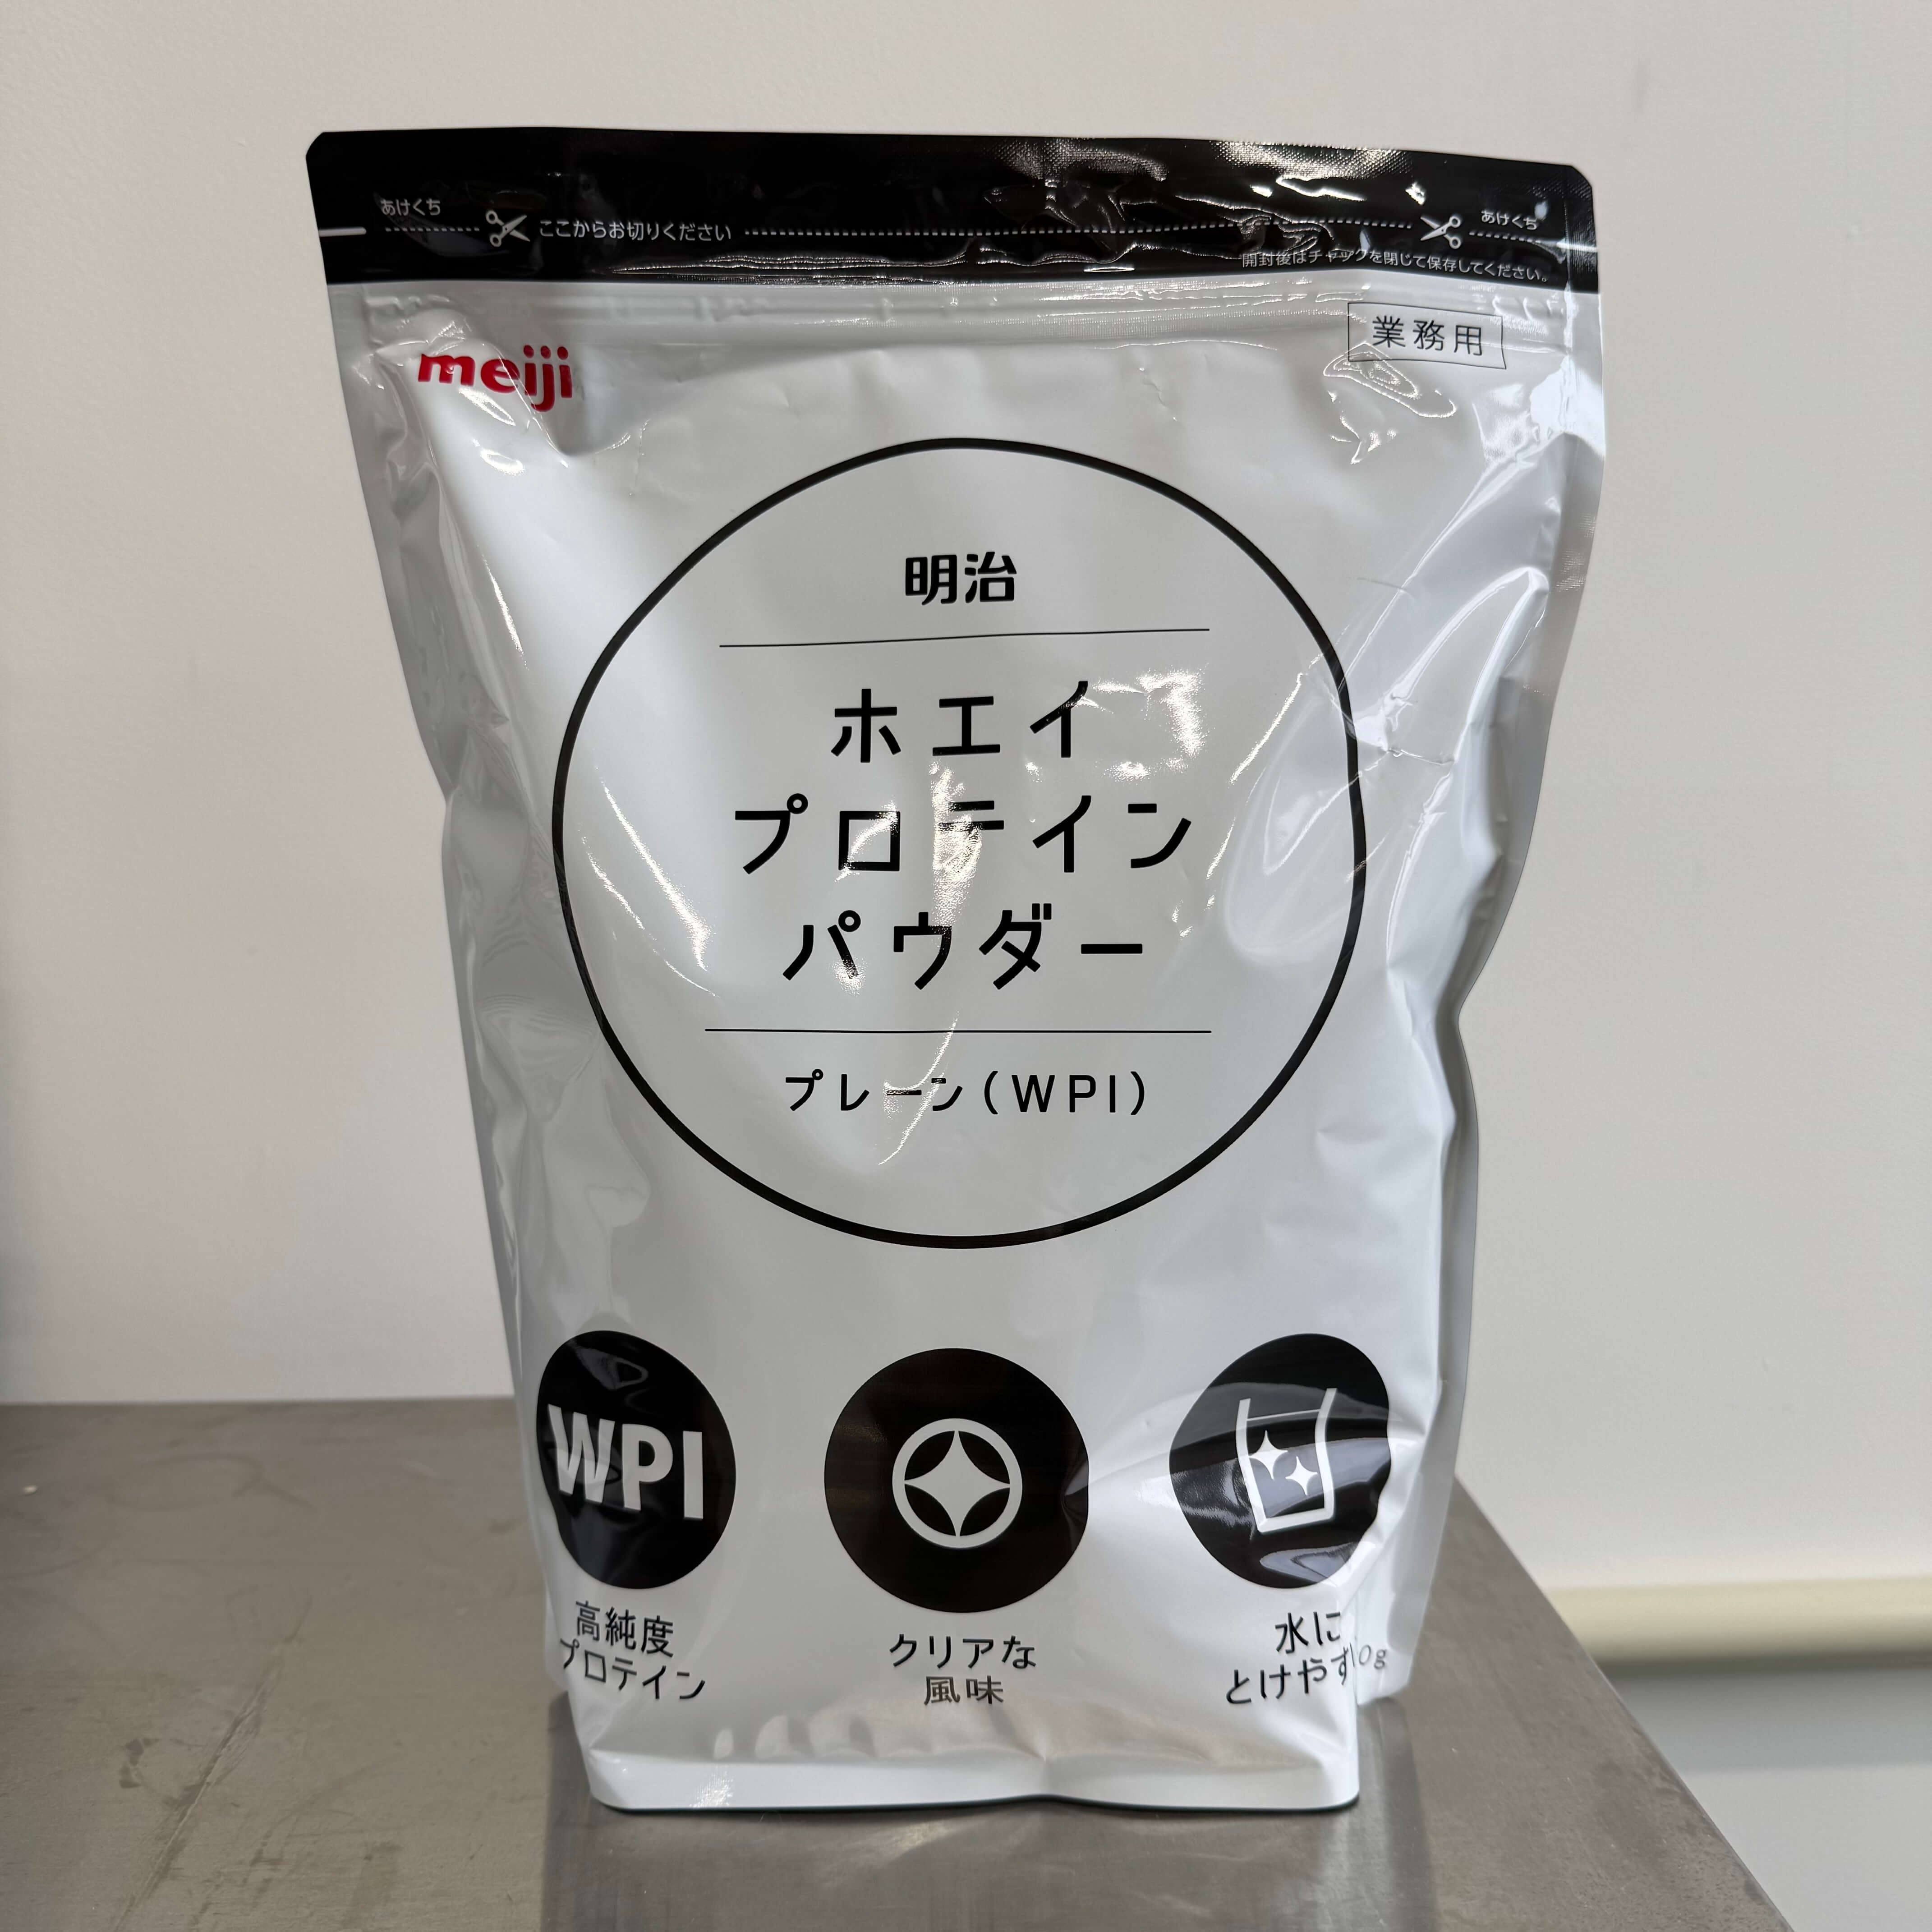 あけくち
ここからお切りください
あけくち
開封後はチャックを閉じて保存してください。
meiji
業務用
明治
ホエイ
プロテイン
パウダー
プレーン(WPI)
WPI
高純度
プロテイン
クリアな
風味
水に
とけやす